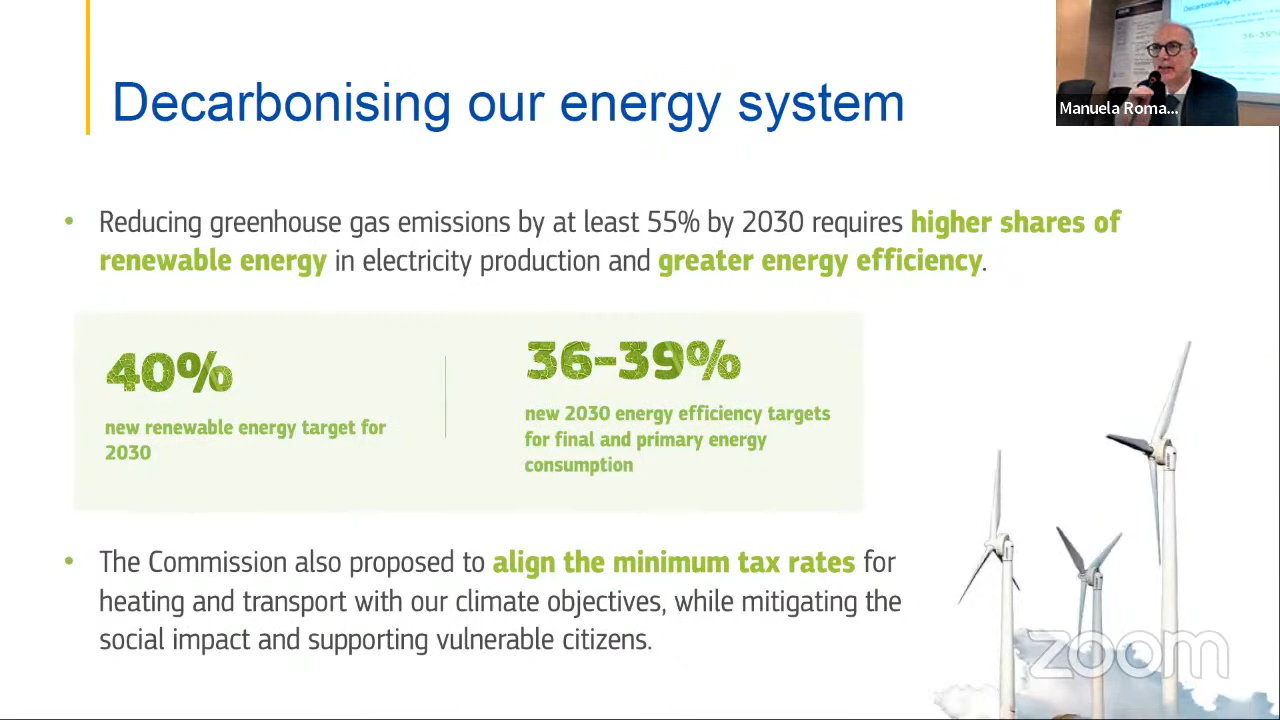 Decarbonising our energy system
Manuela Roma...
36-39%
• Reducing greenhouse gas emissions by at least 55% by 2030 requires higher shares of
renewable energy in electricity production and greater energy efficiency.
40%
new renewable energy target for
2030
36-39%
new 2030 energy efficiency targets
for final and primary energy
consumption
• The Commission also proposed to align the minimum tax rates for
heating and transport with our climate objectives, while mitigating the
social impact and supporting vulnerable citizens.
zoom